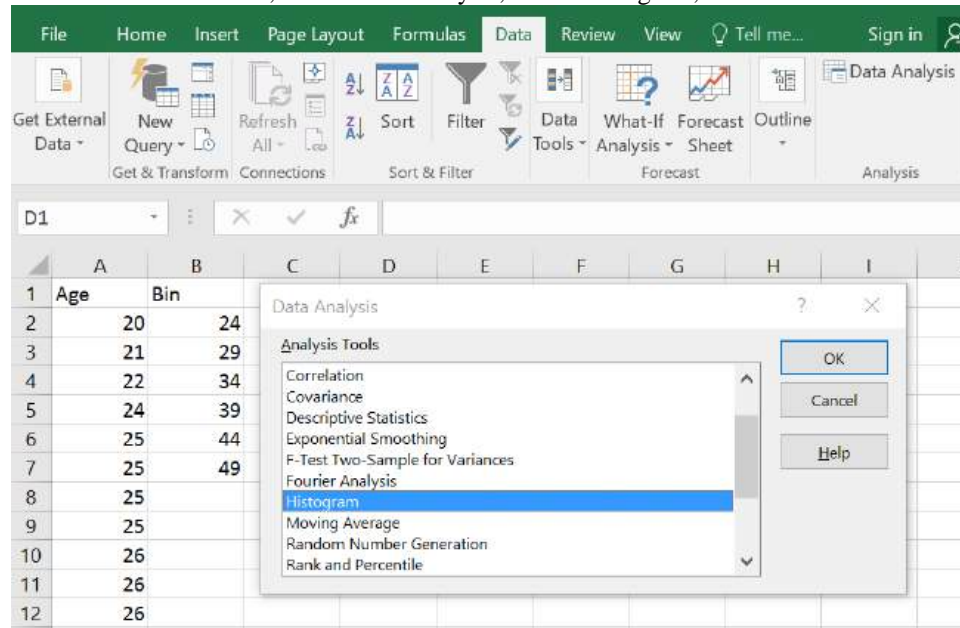 File Home Insert Page Layout Formulas Data Review View Tell me... Sign in
Get External Data
New Query
Refresh All
Sort
Filter
Data Tools
What-If Analysis
Forecast Sheet
Outline
Data Analysis
Get & Transform Connections Sort & Filter Forecast Analysis
D1 fx
A B C D E F G H I
1 Age Bin
2 20 24
3 21 29
4 22 34
5 24 39
6 25 44
7 25 49
8 25
9 25
10 26
11 26
12 26
Data Analysis ?
Analysis Tools
Correlation
Covariance
Descriptive Statistics
Exponential Smoothing
F-Test Two-Sample for Variances
Fourier Analysis
Histogram
Moving Average
Random Number Generation
Rank and Percentile
OK
Cancel
Help